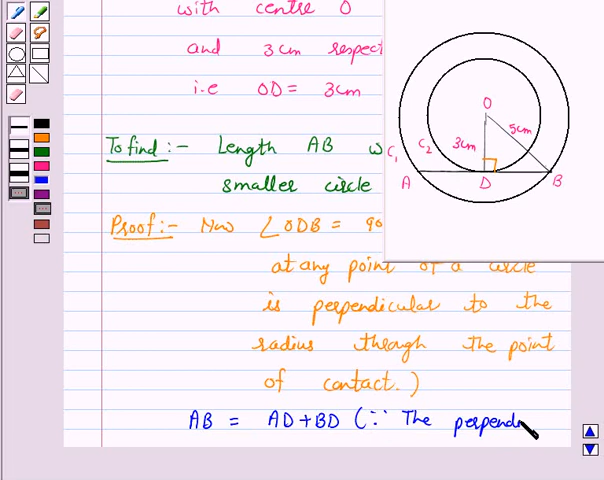 with centre O
and 3 cm respect
i.e OD = 3cm
To find :- Length AB w
smaller circle
Proof :- Now ∠ODB = 90
at any point of a circle
is perpendicular to the
radius through the point
of contact.)
AB = AD+BD (∵ The perpend
O
5cm
3cm
C1
C2
A
D
B